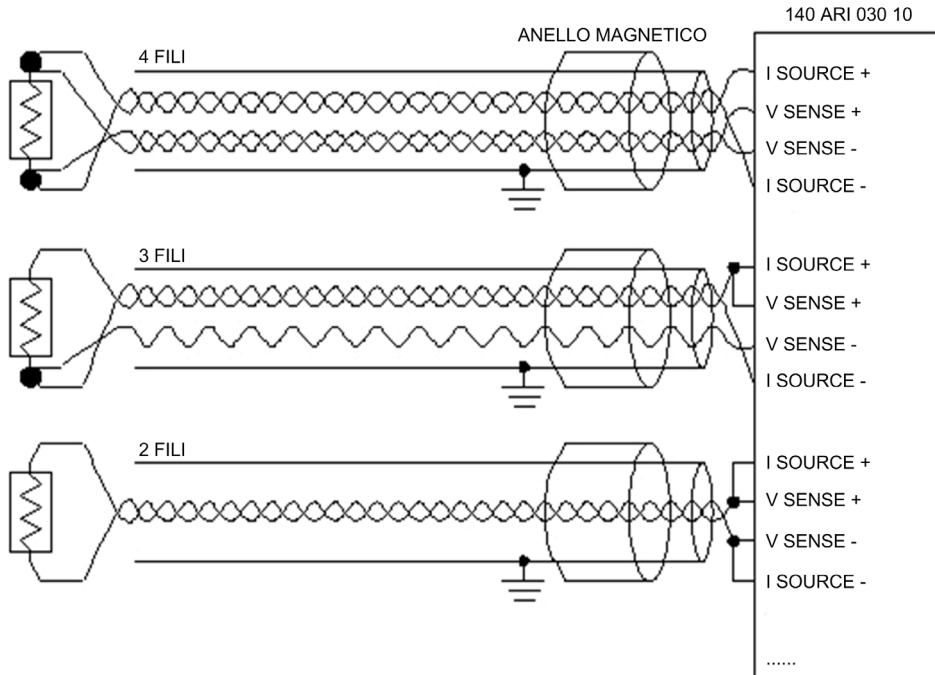 140 ARI 030 10
ANELLO MAGNETICO
4 FILI
I SOURCE +
V SENSE +
V SENSE -
I SOURCE -
3 FILI
I SOURCE +
V SENSE +
V SENSE -
I SOURCE -
2 FILI
I SOURCE +
V SENSE +
V SENSE -
I SOURCE -
......